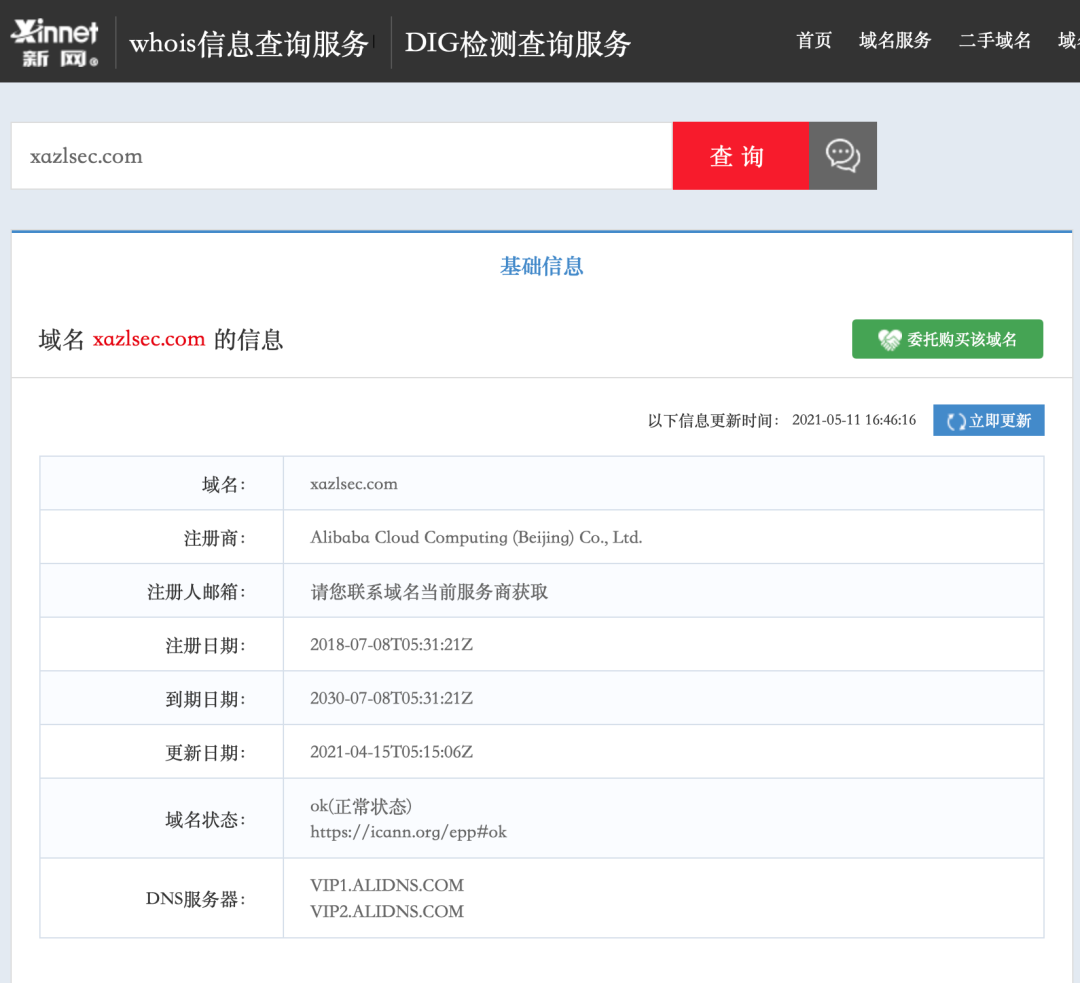 Xinnet
新 网
whois信息查询服务
DIG检测查询服务
首页 域名服务 二手域名
xazlsec.com
查 询
基础信息
域名 xazlsec.com 的信息
委托购买该域名
以下信息更新时间： 2021-05-11 16:46:16
立即更新
域名： xazlsec.com
注册商： Alibaba Cloud Computing (Beijing) Co., Ltd.
注册人邮箱： 请您联系域名当前服务商获取
注册日期： 2018-07-08T05:31:21Z
到期日期： 2030-07-08T05:31:21Z
更新日期： 2021-04-15T05:15:06Z
域名状态： ok(正常状态)
https://icann.org/epp#ok
DNS服务器： VIP1.ALIDNS.COM
VIP2.ALIDNS.COM